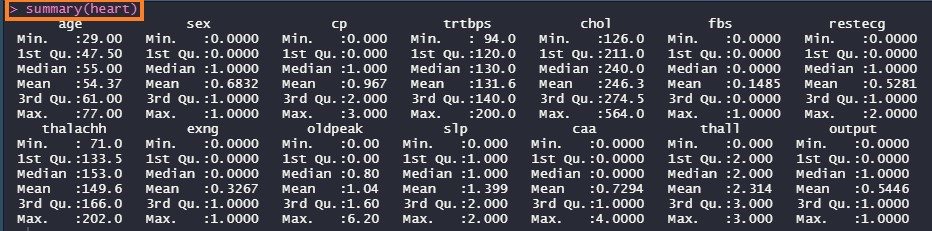 > summary(heart)
age sex cp trtbps chol fbs restecg
Min. :29.00 Min. :0.0000 Min. :0.000 Min. : 94.0 Min. :126.0 Min. :0.0000 Min. :0.0000
1st Qu.:47.50 1st Qu.:0.0000 1st Qu.:0.000 1st Qu.:120.0 1st Qu.:211.0 1st Qu.:0.0000 1st Qu.:0.0000
Median :55.00 Median :1.0000 Median :1.000 Median :130.0 Median :240.0 Median :0.0000 Median :1.0000
Mean :54.37 Mean :0.6832 Mean :0.967 Mean :131.6 Mean :246.3 Mean :0.1485 Mean :0.5281
3rd Qu.:61.00 3rd Qu.:1.0000 3rd Qu.:2.000 3rd Qu.:140.0 3rd Qu.:274.5 3rd Qu.:0.0000 3rd Qu.:1.0000
Max. :77.00 Max. :1.0000 Max. :3.000 Max. :200.0 Max. :564.0 Max. :1.0000 Max. :2.0000
thalachh exng oldpeak slp caa thall output
Min. : 71.0 Min. :0.0000 Min. :0.00 Min. :0.000 Min. :0.0000 Min. :0.000 Min. :0.0000
1st Qu.:133.5 1st Qu.:0.0000 1st Qu.:0.00 1st Qu.:1.000 1st Qu.:0.0000 1st Qu.:2.000 1st Qu.:0.0000
Median :153.0 Median :0.0000 Median :0.80 Median :1.000 Median :0.0000 Median :2.000 Median :1.0000
Mean :149.6 Mean :0.3267 Mean :1.04 Mean :1.399 Mean :0.7294 Mean :2.314 Mean :0.5446
3rd Qu.:166.0 3rd Qu.:1.0000 3rd Qu.:1.60 3rd Qu.:2.000 3rd Qu.:1.0000 3rd Qu.:3.000 3rd Qu.:1.0000
Max. :202.0 Max. :1.0000 Max. :6.20 Max. :2.000 Max. :4.0000 Max. :3.000 Max. :1.0000